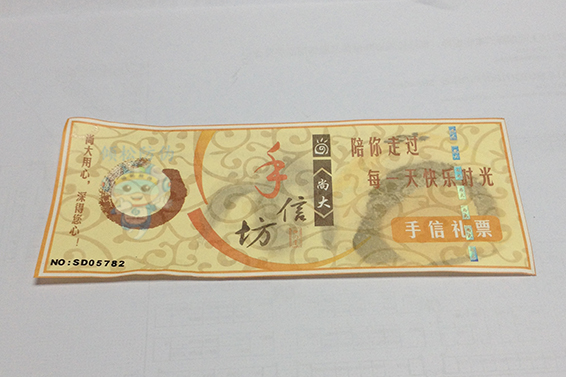 尚大用心，深得您心！
手信坊
尚大
陪你走过
每一天快乐时光
手信礼票
NO:SD05782